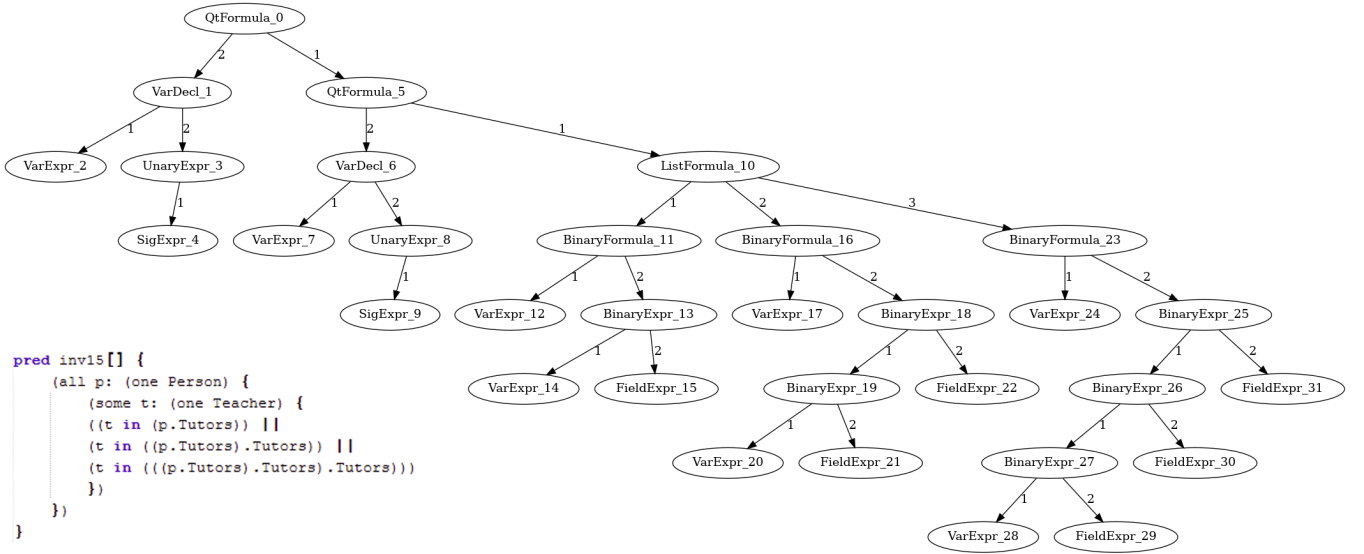 QtFormula_0
2 1
VarDecl_1 QtFormula_5
1 2 2 1
VarExpr_2 UnaryExpr_3 VarDecl_6 ListFormula_10
1 1 2 1 2 3
SigExpr_4 VarExpr_7 UnaryExpr_8 BinaryFormula_11 BinaryFormula_16 BinaryFormula_23
1 1 2 1 2 1 2
SigExpr_9 VarExpr_12 BinaryExpr_13 VarExpr_17 BinaryExpr_18 VarExpr_24 BinaryExpr_25
1 2 1 2 1 2
VarExpr_14 FieldExpr_15 BinaryExpr_19 FieldExpr_22 BinaryExpr_26 FieldExpr_31
1 2 1 2
VarExpr_20 FieldExpr_21 BinaryExpr_27 FieldExpr_30
1 2
VarExpr_28 FieldExpr_29
pred inv15[] {
(all p: (one Person) {
(some t: (one Teacher) {
((t in (p.Tutors)) ||
(t in ((p.Tutors).Tutors)) ||
(t in (((p.Tutors).Tutors).Tutors)))
})
})
}